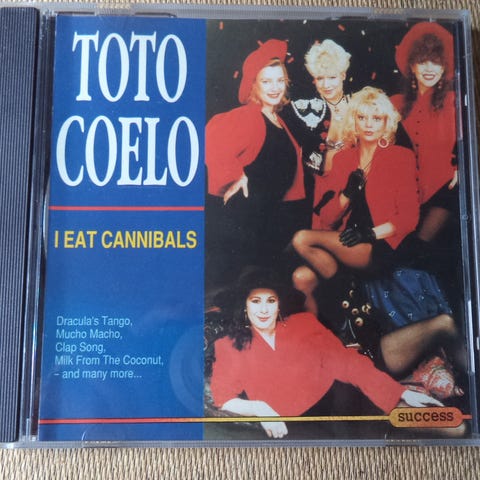 TOTO
COELO
I EAT CANNIBALS
Dracula's Tango,
Mucho Macho,
Clap Song,
Milk From The Coconut,
- and many more...
success